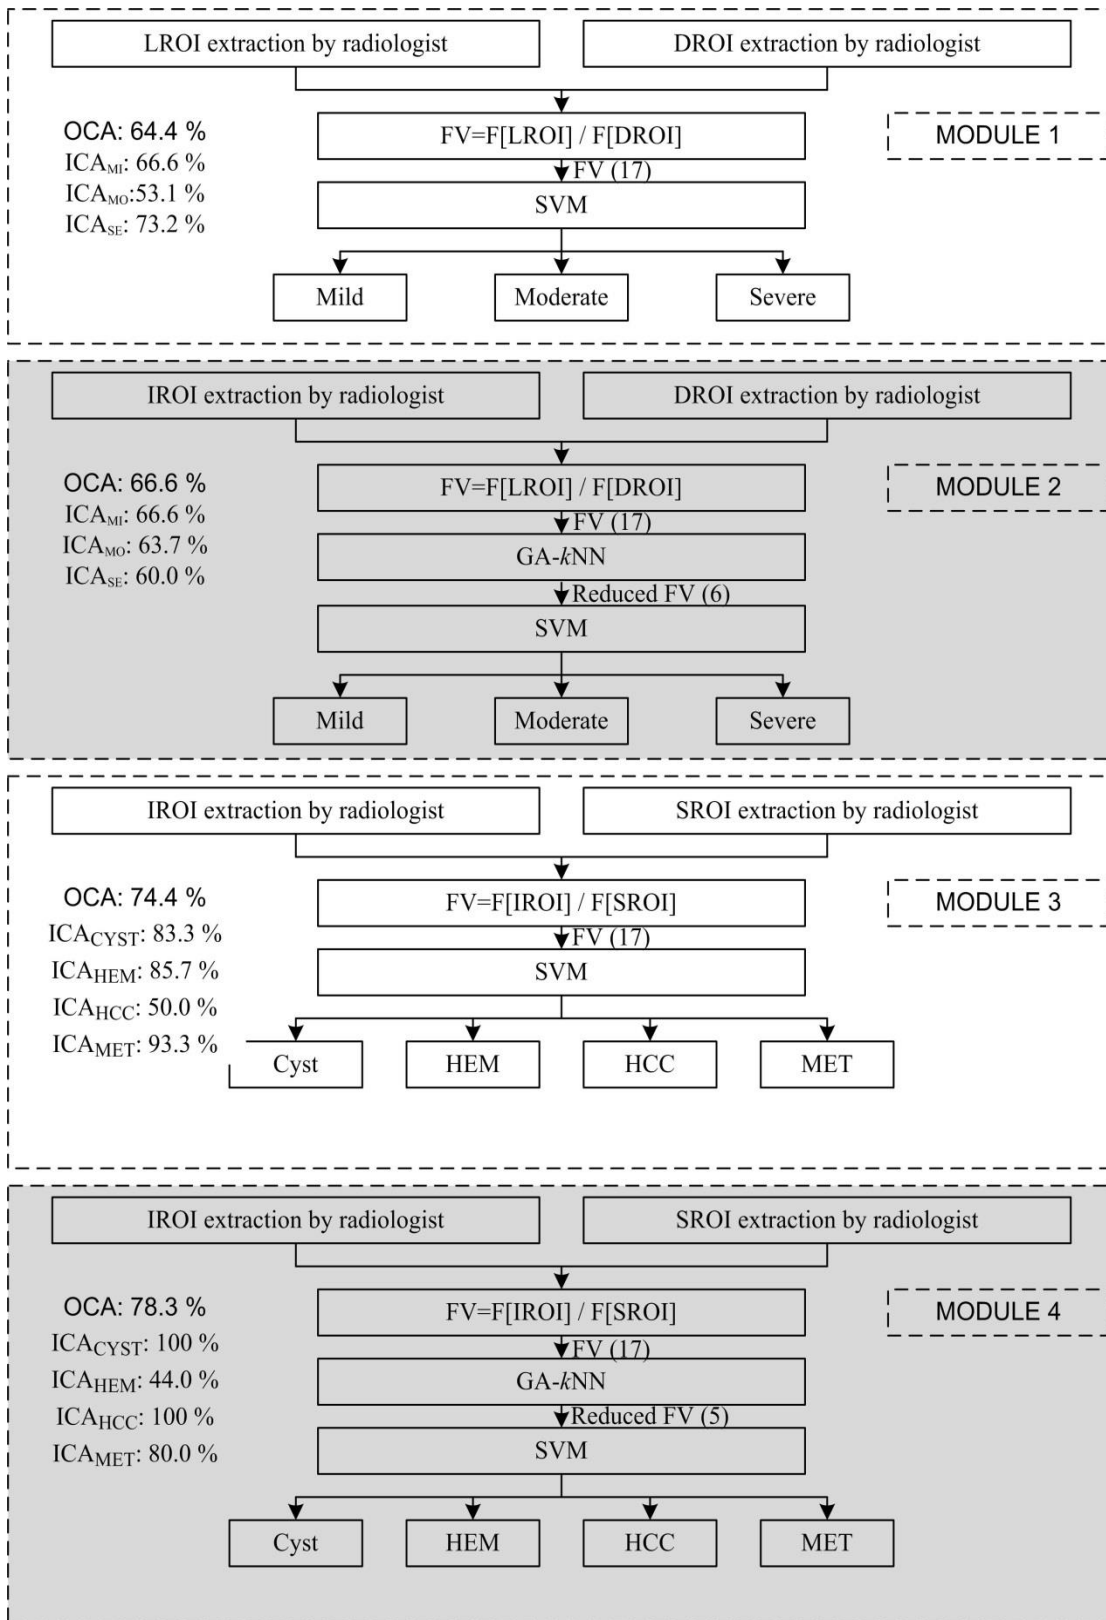 LROI extraction by radiologist
DROI extraction by radiologist
OCA: 64.4 %
ICAMI: 66.6 %
ICAMO:53.1 %
ICASE: 73.2 %
FV=F[LROI] / F[DROI]
MODULE 1
FV (17)
SVM
Mild
Moderate
Severe
IROI extraction by radiologist
DROI extraction by radiologist
OCA: 66.6 %
ICAMI: 66.6 %
ICAMO: 63.7 %
ICASE: 60.0 %
FV=F[LROI] / F[DROI]
MODULE 2
FV (17)
GA-kNN
Reduced FV (6)
SVM
Mild
Moderate
Severe
IROI extraction by radiologist
SROI extraction by radiologist
OCA: 74.4 %
ICACYST: 83.3 %
ICAHEM: 85.7 %
ICAHCC: 50.0 %
ICAMET: 93.3 %
FV=F[IROI] / F[SROI]
MODULE 3
FV (17)
SVM
Cyst
HEM
HCC
MET
IROI extraction by radiologist
SROI extraction by radiologist
OCA: 78.3 %
ICACYST: 100 %
ICAHEM: 44.0%
ICAHCC: 100 %
ICAMET: 80.0 %
FV=F[IROI] / F[SROI]
MODULE 4
FV (17)
GA-kNN
Reduced FV (5)
SVM
Cyst
HEM
HCC
MET